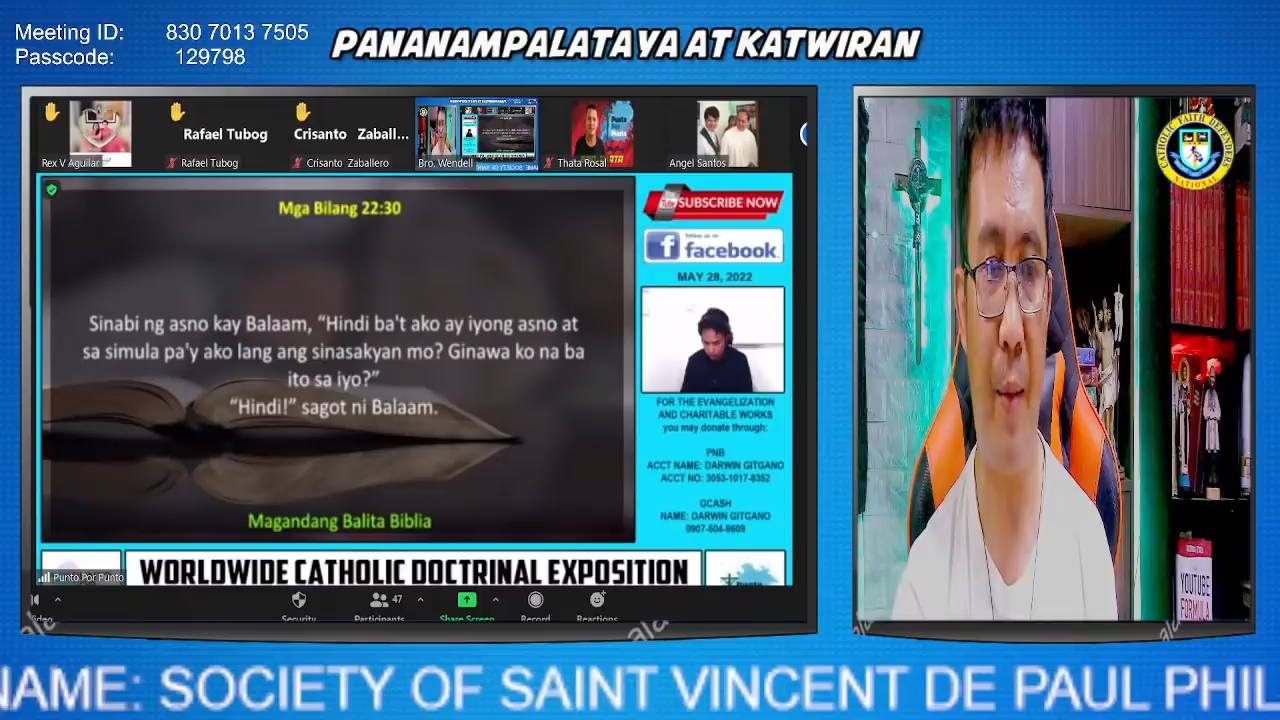 Meeting ID: 830 7013 7505
Passcode: 129798
PANANAMPALATAYA AT KATWIRAN
Rafael Tubog
Crisanto Zaball...
Rex V Aguilar
Rafael Tubog
Crisanto Zaballero
Bro. Wendell
Thata Rosal
Angel Santos
Mga Bilang 22:30
Sinabi ng asno kay Balaam, “Hindi ba't ako ay iyong asno at
sa simula pa'y ako lang ang sinasakyan mo? Ginawa ko na ba
ito sa iyo?”
“Hindi!” sagot ni Balaam.
Magandang Balita Biblia
SUBSCRIBE NOW
facebook
MAY 28, 2022
FOR THE EVANGELIZATION
AND CHARITABLE WORKS
you may donate through:
PNB
ACCT NAME: DARWIN GITGANO
ACCT NO: 3053-1017-8352
GCASH
NAME: DARWIN GITGANO
0907-504-9609
Punto Por Punto
WORLDWIDE CATHOLIC DOCTRINAL EXPOSITION
47
Security
Participants
Share Screen
Record
Reactions
CATHOLIC FAITH DEFENDERS
NATIONAL
YOUTUBE
FORMULA
NAME: SOCIETY OF SAINT VINCENT DE PAUL PHIL